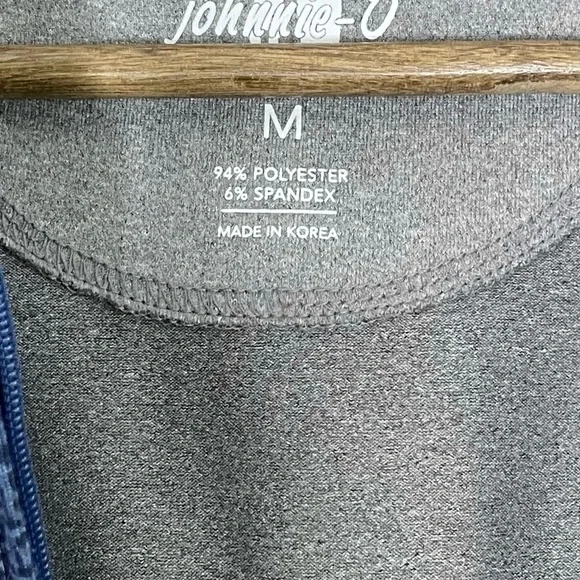 johnnie-O
M
94% POLYESTER
6% SPANDEX
MADE IN KOREA